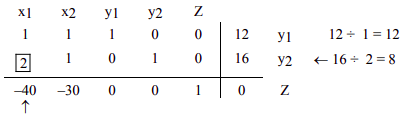 x1 x2 y1 y2 Z
1 1 1 0 0 12 y1 12 ÷ 1 = 12
2 1 0 1 0 16 y2 ← 16 ÷ 2 = 8
–40 –30 0 0 1 0 Z
↑